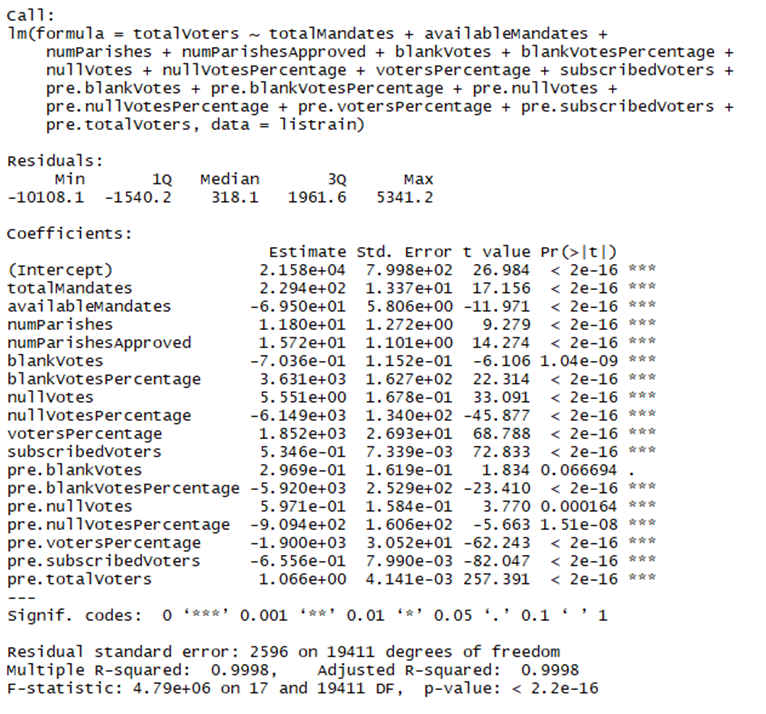 Call:
lm(formula = totalVoters ~ totalMandates + availableMandates +
    numParishes + numParishesApproved + blankVotes + blankVotesPercentage +
    nullVotes + nullVotesPercentage + votersPercentage + subscribedVoters +
    pre.blankVotes + pre.blankVotesPercentage + pre.nullVotes +
    pre.nullVotesPercentage + pre.votersPercentage + pre.subscribedVoters +
    pre.totalVoters, data = listrain)
Residuals:
     Min       1Q   Median       3Q      Max
-10108.1  -1540.2    318.1   1961.6   5341.2
Coefficients:
                           Estimate Std. Error t value Pr(>|t|)
(Intercept)               2.158e+04  7.998e+02  26.984  < 2e-16 ***
totalMandates             2.294e+02  1.337e+01  17.156  < 2e-16 ***
availableMandates        -6.950e+01  5.806e+00 -11.971  < 2e-16 ***
numParishes               1.180e+01  1.272e+00   9.279  < 2e-16 ***
numParishesApproved       1.572e+01  1.101e+00  14.274  < 2e-16 ***
blankVotes               -7.036e-01  1.152e-01  -6.106 1.04e-09 ***
blankVotesPercentage      3.631e+03  1.627e+02  22.314  < 2e-16 ***
nullVotes                 5.551e+00  1.678e-01  33.091  < 2e-16 ***
nullVotesPercentage      -6.149e+03  1.340e+02 -45.877  < 2e-16 ***
votersPercentage          1.852e+03  2.693e+01  68.788  < 2e-16 ***
subscribedVoters          5.346e-01  7.339e-03  72.833  < 2e-16 ***
pre.blankVotes            2.969e-01  1.619e-01   1.834 0.066694 .
pre.blankVotesPercentage -5.920e+03  2.529e+02 -23.410  < 2e-16 ***
pre.nullVotes             5.971e-01  1.584e-01   3.770 0.000164 ***
pre.nullVotesPercentage  -9.094e+02  1.606e+02  -5.663 1.51e-08 ***
pre.votersPercentage     -1.900e+03  3.052e+01 -62.243  < 2e-16 ***
pre.subscribedVoters     -6.556e-01  7.990e-03 -82.047  < 2e-16 ***
pre.totalVoters           1.066e+00  4.141e-03 257.391  < 2e-16 ***
---
Signif. codes:  0 ‘***’ 0.001 ‘**’ 0.01 ‘*’ 0.05 ‘.’ 0.1 ‘ ’ 1
Residual standard error: 2596 on 19411 degrees of freedom
Multiple R-squared:  0.9998,    Adjusted R-squared:  0.9998
F-statistic: 4.79e+06 on 17 and 19411 DF,  p-value: < 2.2e-16